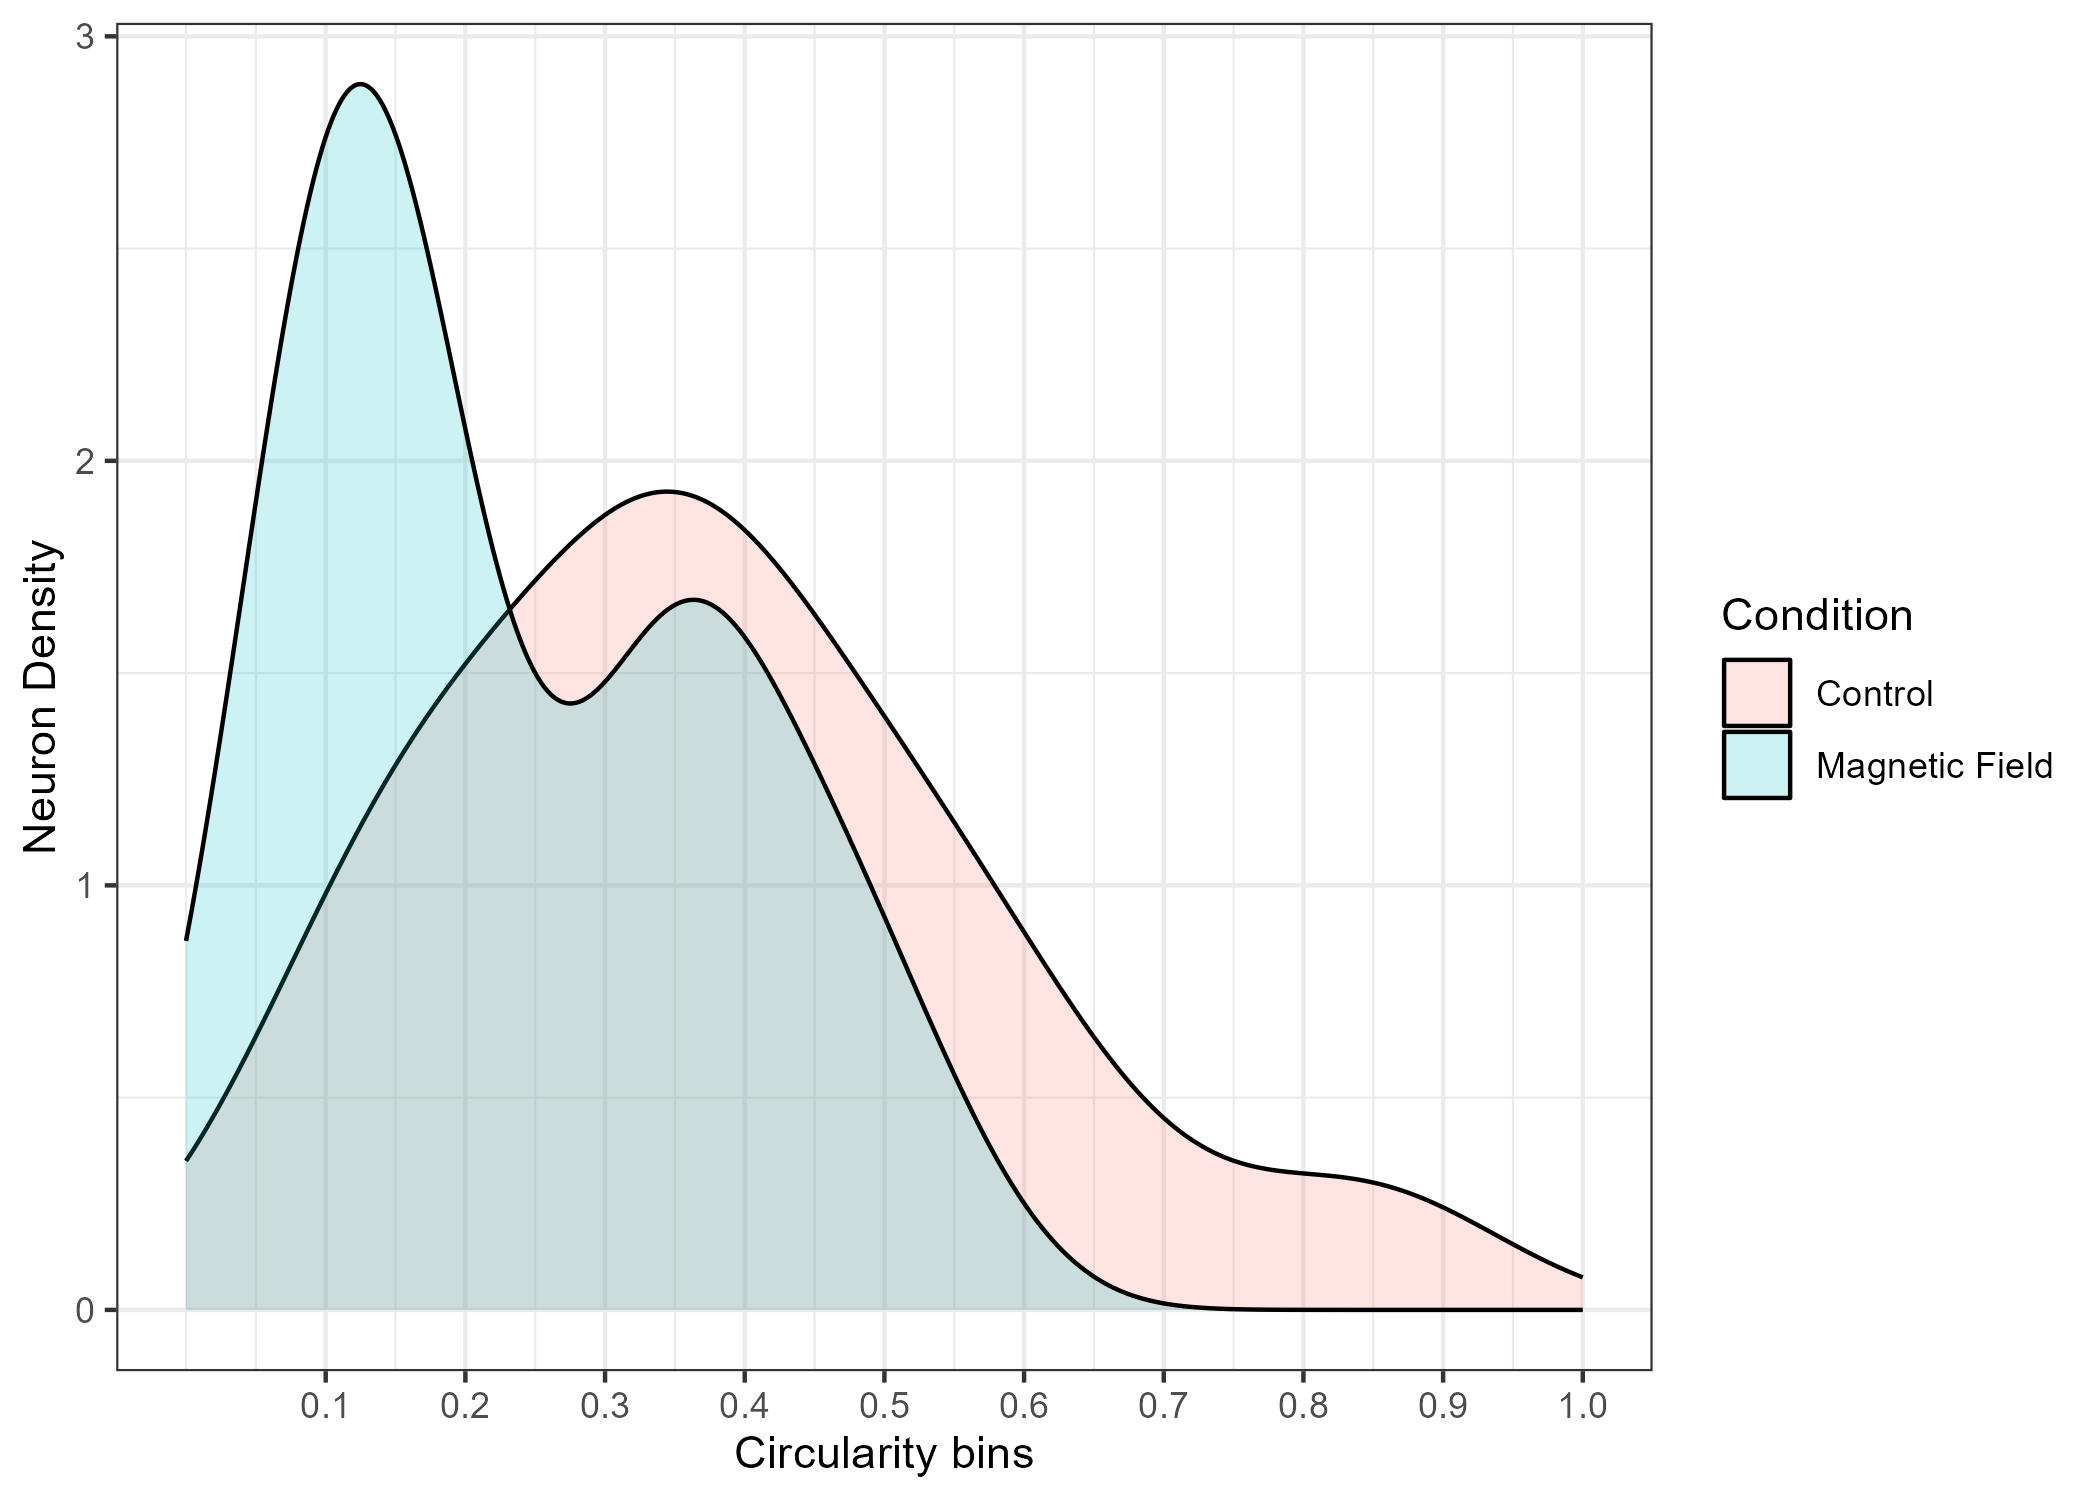 3
2
1
0
Neuron Density
0.1 0.2 0.3 0.4 0.5 0.6 0.7 0.8 0.9 1.0
Circularity bins
Condition
Control
Magnetic Field